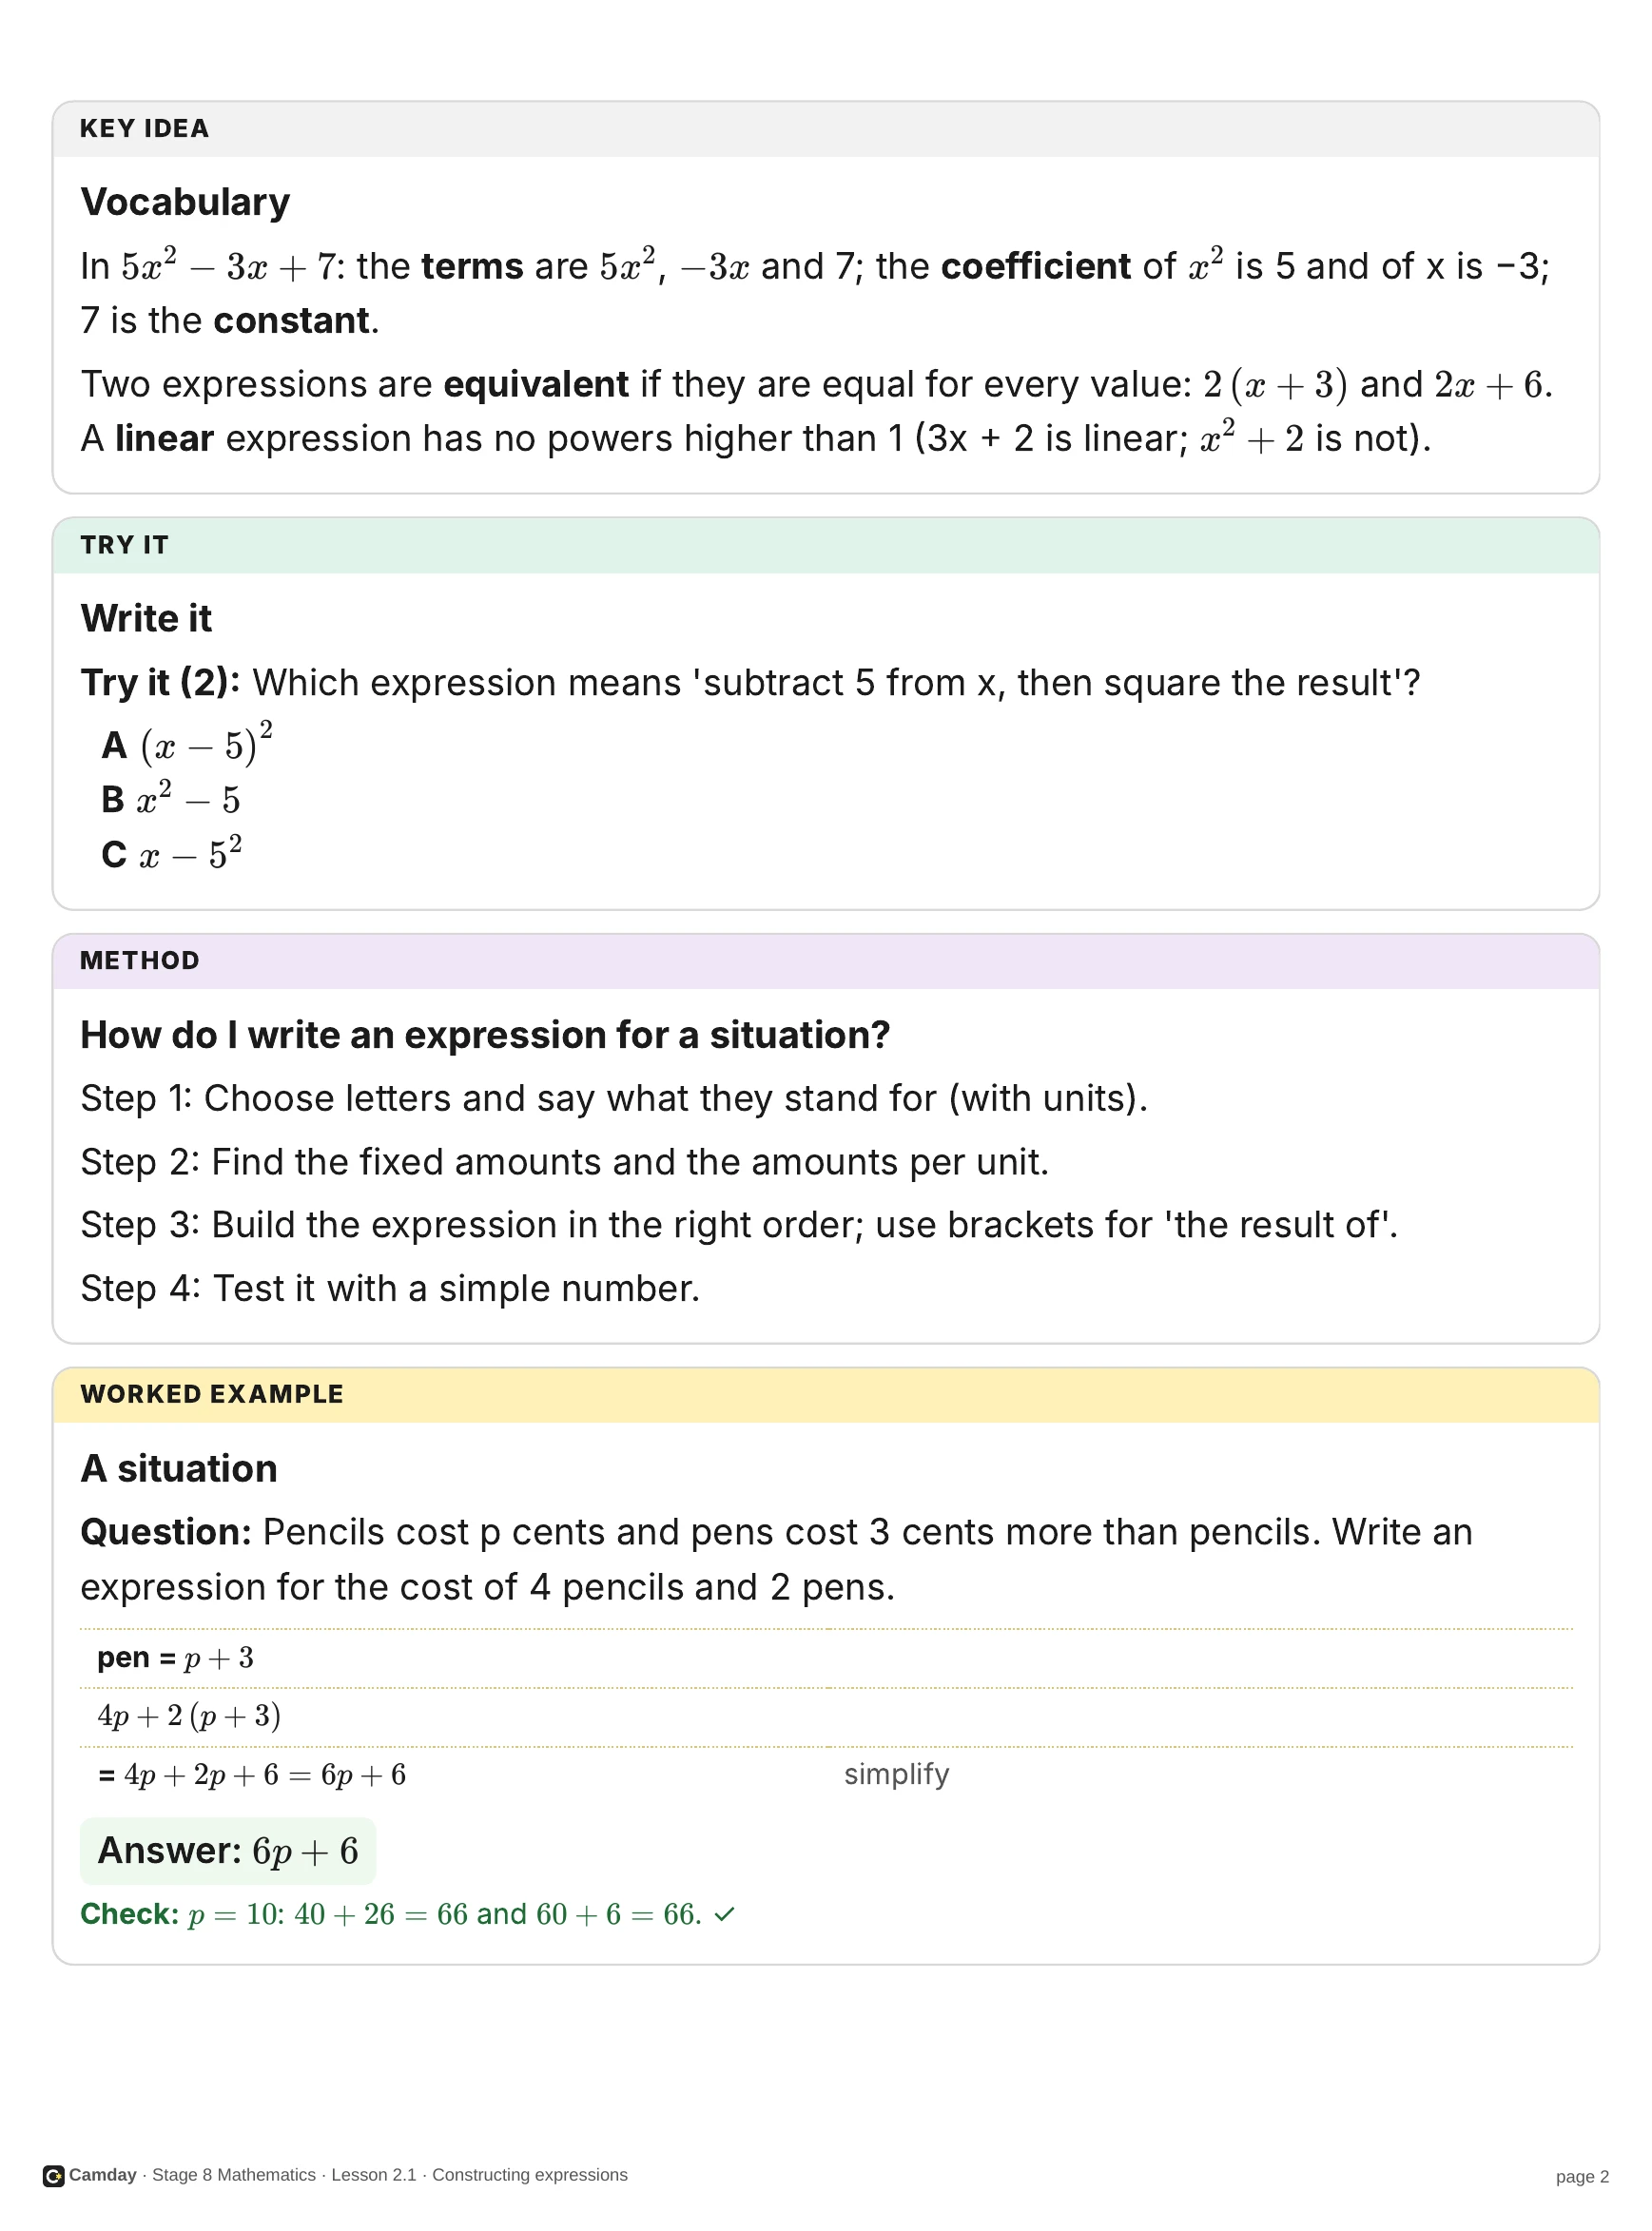 KEY IDEA
Vocabulary
In 5x² − 3x + 7: the terms are 5x², −3x and 7; the coefficient of x² is 5 and of x is −3;
7 is the constant.
Two expressions are equivalent if they are equal for every value: 2 (x + 3) and 2x + 6.
A linear expression has no powers higher than 1 (3x + 2 is linear; x² + 2 is not).
TRY IT
Write it
Try it (2): Which expression means 'subtract 5 from x, then square the result'?
A (x − 5)²
B x² − 5
C x − 5²
METHOD
How do I write an expression for a situation?
Step 1: Choose letters and say what they stand for (with units).
Step 2: Find the fixed amounts and the amounts per unit.
Step 3: Build the expression in the right order; use brackets for 'the result of'.
Step 4: Test it with a simple number.
WORKED EXAMPLE
A situation
Question: Pencils cost p cents and pens cost 3 cents more than pencils. Write an
expression for the cost of 4 pencils and 2 pens.
pen = p + 3
4p + 2 (p + 3)
= 4p + 2p + 6 = 6p + 6 simplify
Answer: 6p + 6
Check: p = 10: 40 + 26 = 66 and 60 + 6 = 66. ✓
Camday · Stage 8 Mathematics · Lesson 2.1 · Constructing expressions page 2